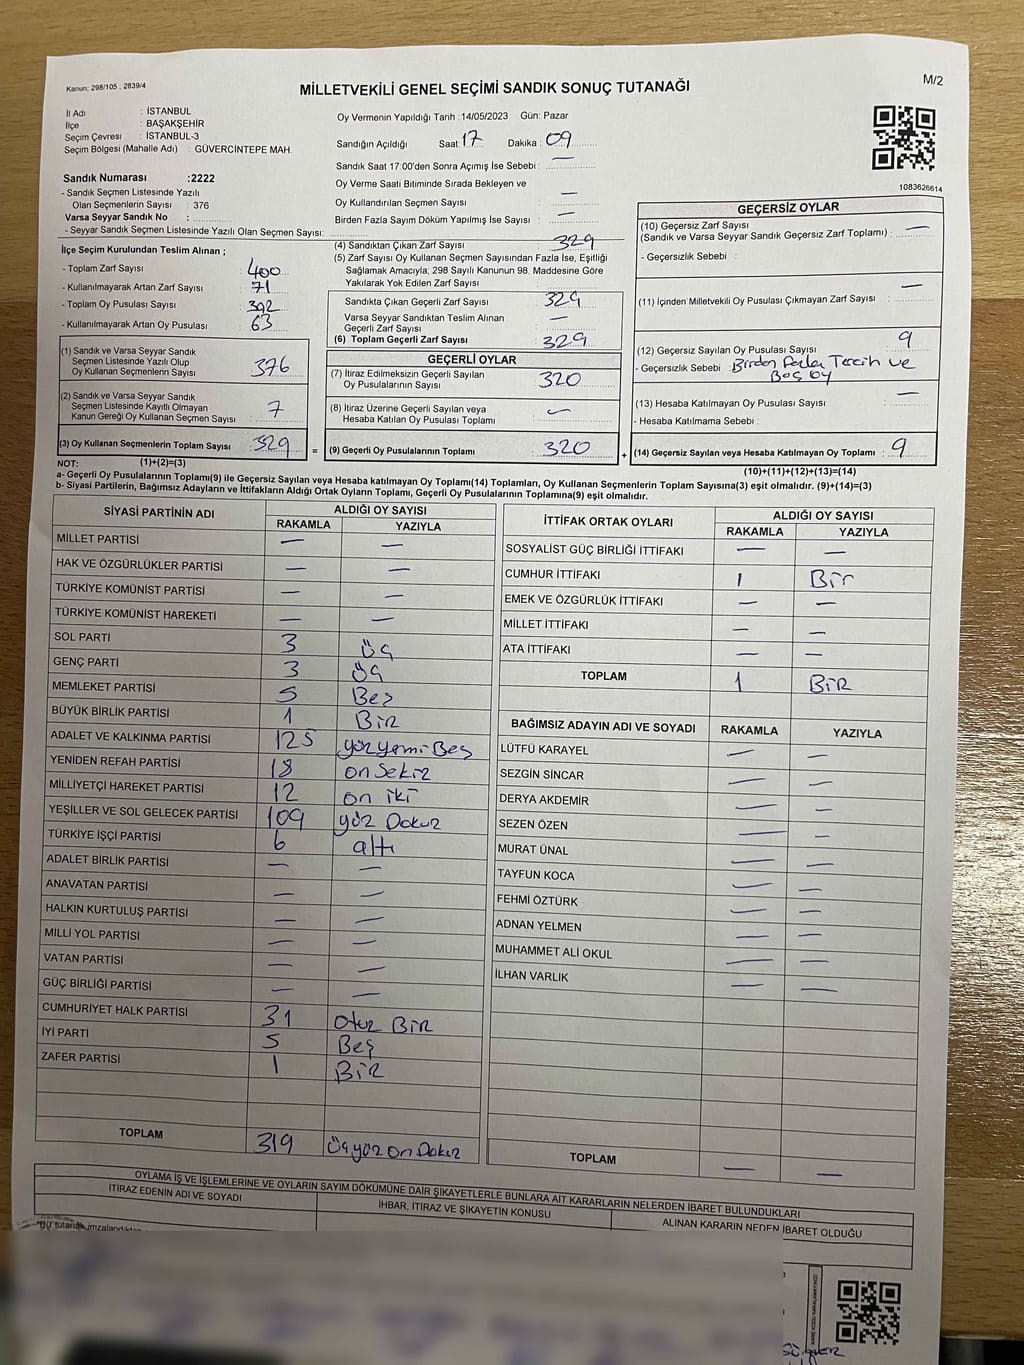 Kanun; 298/105 , 2839/4
M/2
MİLLETVEKİLİ GENEL SEÇİMİ SANDIK SONUÇ TUTANAĞI
İl Adı : İSTANBUL
İlçe : BAŞAKŞEHİR
Seçim Çevresi : İSTANBUL-3
Seçim Bölgesi (Mahalle Adı) : GÜVERCİNTEPE MAH.
Sandık Numarası :2222
- Sandık Seçmen Listesinde Yazılı
Olan Seçmenlerin Sayısı : 376
Varsa Seyyar Sandık No :
- Seyyar Sandık Seçmen Listesinde Yazılı Olan Seçmen Sayısı:
Oy Vermenin Yapıldığı Tarih :14/05/2023 Gün: Pazar
Sandığın Açıldığı Saat: 17 Dakika : 09
Sandık Saat 17:00'den Sonra Açımış İse Sebebi : —
Oy Verme Saati Bitiminde Sırada Bekleyen ve
Oy Kullandırılan Seçmen Sayısı : —
Birden Fazla Sayım Döküm Yapılmış İse Sayısı : —
1083626614
İlçe Seçim Kurulundan Teslim Alınan ;
- Toplam Zarf Sayısı : 400
- Kullanılmayarak Artan Zarf Sayısı : 71
- Toplam Oy Pusulası Sayısı : 392
- Kullanılmayarak Artan Oy Pusulası : 63
(4) Sandıktan Çıkan Zarf Sayısı : 329
(5) Zarf Sayısı Oy Kullanan Seçmen Sayısından Fazla İse, Eşitliği
Sağlamak Amacıyla, 298 Sayılı Kanunun 98. Maddesine Göre
Yakılarak Yok Edilen Zarf Sayısı : —
Sandıkta Çıkan Geçerli Zarf Sayısı : 329
Varsa Seyyar Sandıktan Teslim Alınan
Geçerli Zarf Sayısı : —
(6) Toplam Geçerli Zarf Sayısı : 329
GEÇERSİZ OYLAR
(10) Geçersiz Zarf Sayısı
(Sandık ve Varsa Seyyar Sandık Geçersiz Zarf Toplamı) : —
- Geçersizlik Sebebi :
(11) İçinden Milletvekili Oy Pusulası Çıkmayan Zarf Sayısı : —
(12) Geçersiz Sayılan Oy Pusulası Sayısı : 9
- Geçersizlik Sebebi : Birden Fazla Tercih ve
Boş oy
(13) Hesaba Katılmayan Oy Pusulası Sayısı : —
- Hesaba Katılmama Sebebi :
(14) Geçersiz Sayılan veya Hesaba Katılmayan Oy Toplamı : 9
(10)+(11)+(12)+(13)=(14)
(1) Sandık ve Varsa Seyyar Sandık
Seçmen Listesinde Yazılı Olup
Oy Kullanan Seçmenlerin Sayısı : 376
(2) Sandık ve Varsa Seyyar Sandık
Seçmen Listesinde Kayıtlı Olmayan
Kanun Gereği Oy Kullanan Seçmen Sayısı : 7
(3) Oy Kullanan Seçmenlerin Toplam Sayısı : 329 =
(1)+(2)=(3)
GEÇERLİ OYLAR
(7) İtiraz Edilmeksizin Geçerli Sayılan
Oy Pusulalarının Sayısı : 320
(8) İtiraz Üzerine Geçerli Sayılan veya
Hesaba Katılan Oy Pusulası Toplamı : —
(9) Geçerli Oy Pusulalarının Toplamı : 320 +
NOT:
a- Geçerli Oy Pusulalarının Toplamı(9) ile Geçersiz Sayılan veya Hesaba katılmayan Oy Toplamı(14) Toplamları, Oy Kullanan Seçmenlerin Toplam Sayısına(3) eşit olmalıdır. (9)+(14)=(3)
b- Siyasi Partilerin, Bağımsız Adayların ve İttifakların Aldığı Ortak Oyların Toplamı, Geçerli Oy Pusulalarının Toplamına(9) eşit olmalıdır.
SİYASİ PARTİNİN ADI ALDIĞI OY SAYISI
RAKAMLA YAZIYLA
MİLLET PARTİSİ — —
HAK VE ÖZGÜRLÜKLER PARTİSİ — —
TÜRKİYE KOMÜNİST PARTİSİ — —
TÜRKİYE KOMÜNİST HAREKETİ — —
SOL PARTİ 3 üç
GENÇ PARTİ 3 üç
MEMLEKET PARTİSİ 5 Beş
BÜYÜK BİRLİK PARTİSİ 1 BİR
ADALET VE KALKINMA PARTİSİ 125 yüzyirmi Beş
YENİDEN REFAH PARTİSİ 18 on Sekiz
MİLLİYETÇİ HAREKET PARTİSİ 12 on iki
YEŞİLLER VE SOL GELECEK PARTİSİ 109 yüz Dokuz
TÜRKİYE İŞÇİ PARTİSİ 6 altı
ADALET BİRLİK PARTİSİ — —
ANAVATAN PARTİSİ — —
HALKIN KURTULUŞ PARTİSİ — —
MİLLİ YOL PARTİSİ — —
VATAN PARTİSİ — —
GÜÇ BİRLİĞİ PARTİSİ — —
CUMHURİYET HALK PARTİSİ 31 otuz BİR
İYİ PARTİ 5 Beş
ZAFER PARTİSİ 1 BİR
TOPLAM 319 üçyüz on Dokuz
İTTİFAK ORTAK OYLARI ALDIĞI OY SAYISI
RAKAMLA YAZIYLA
SOSYALİST GÜÇ BİRLİĞİ İTTİFAKI — —
CUMHUR İTTİFAKI 1 Bir
EMEK VE ÖZGÜRLÜK İTTİFAKI — —
MİLLET İTTİFAKI — —
ATA İTTİFAKI — —
TOPLAM 1 BİR
BAĞIMSIZ ADAYIN ADI VE SOYADI RAKAMLA YAZIYLA
LÜTFÜ KARAYEL — —
SEZGİN SİNCAR — —
DERYA AKDEMİR — —
SEZEN ÖZEN — —
MURAT ÜNAL — —
TAYFUN KOCA — —
FEHMİ ÖZTÜRK — —
ADNAN YELMEN — —
MUHAMMET ALİ OKUL — —
İLHAN VARLIK — —
TOPLAM — —
OYLAMA İŞ VE İŞLEMLERİNE VE OYLARIN SAYIM DÖKÜMÜNE DAİR ŞİKAYETLERLE BUNLARA AİT KARARLARIN NELERDEN İBARET BULUNDUKLARI
İTİRAZ EDENİN ADI VE SOYADI İHBAR, İTİRAZ VE ŞİKAYETİN KONUSU ALINAN KARARIN NEDEN İBARET OLDUĞU
"Bu tutanak imzalandıktan